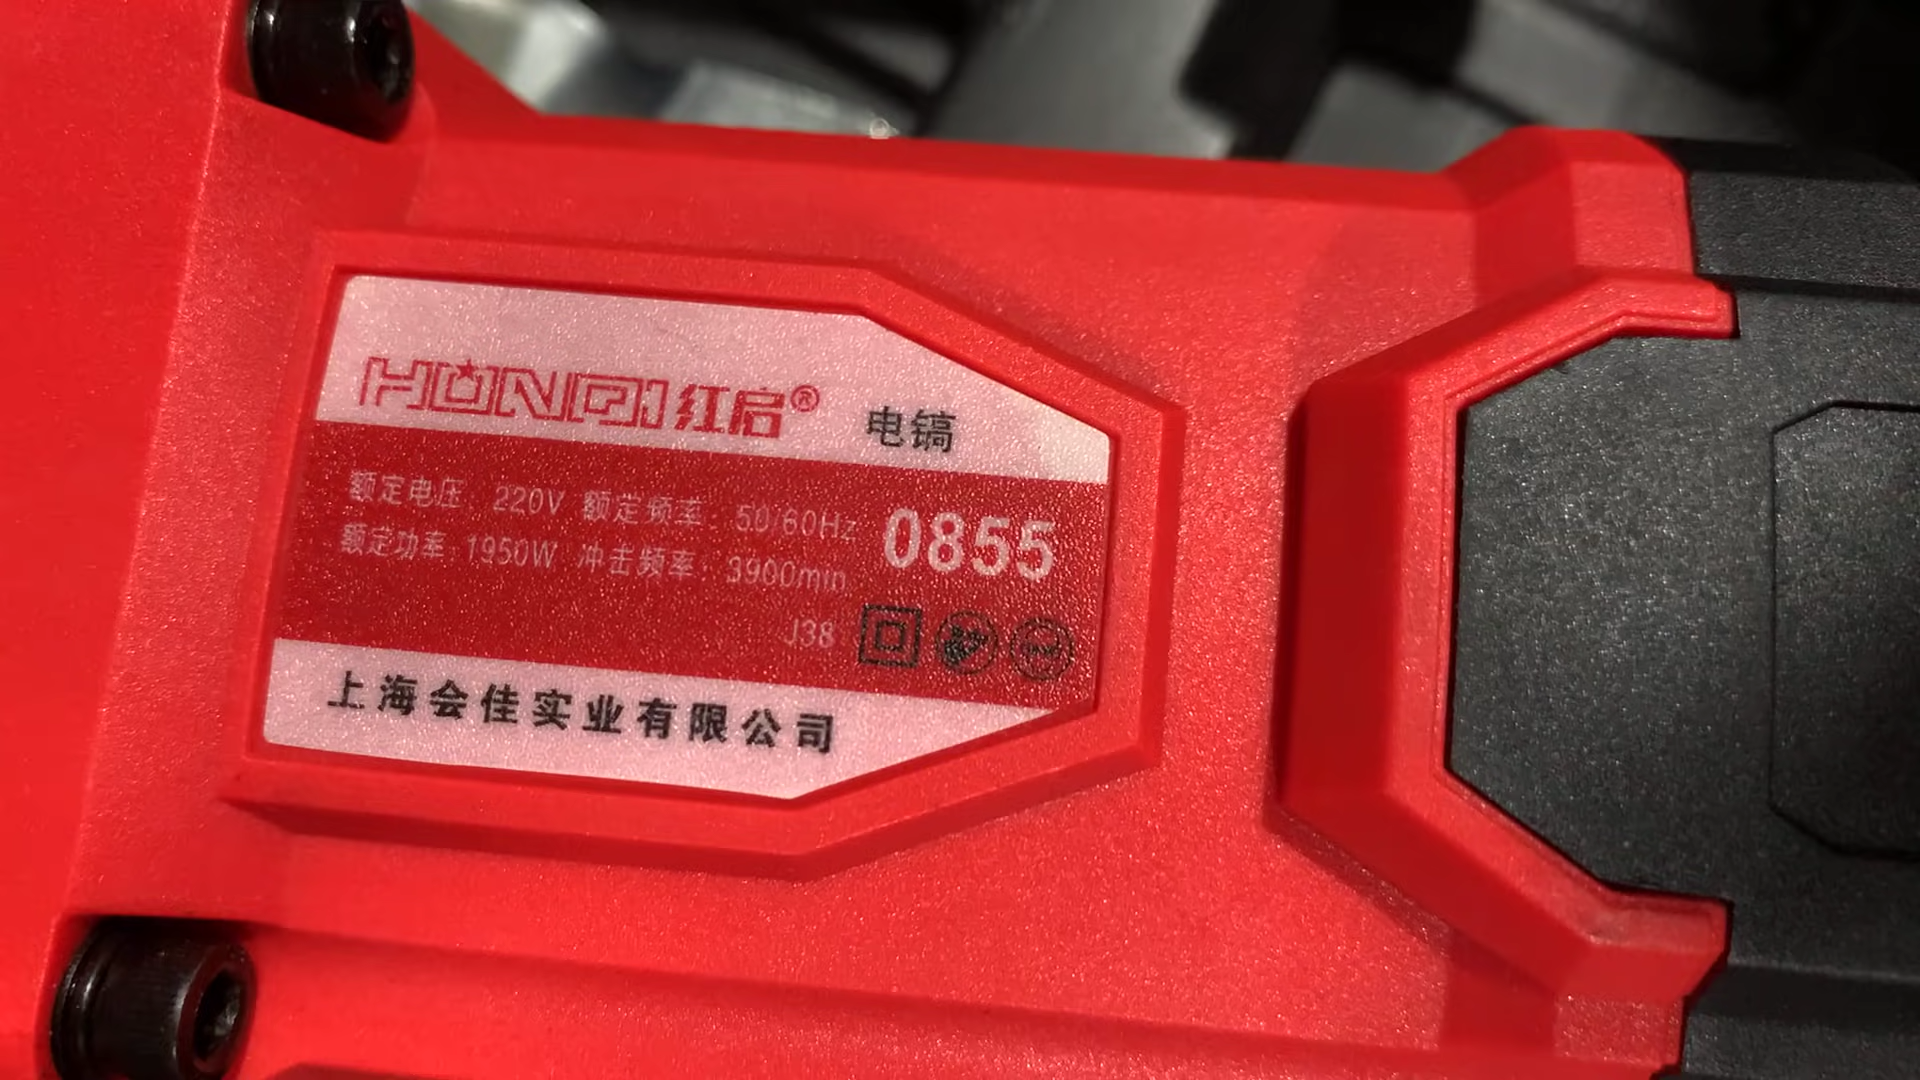 HONQI 红启® 电镐
额定电压: 220V 额定频率: 50/60Hz
0855
额定功率: 1950W 冲击频率: 3900min
J38
上海会佳实业有限公司